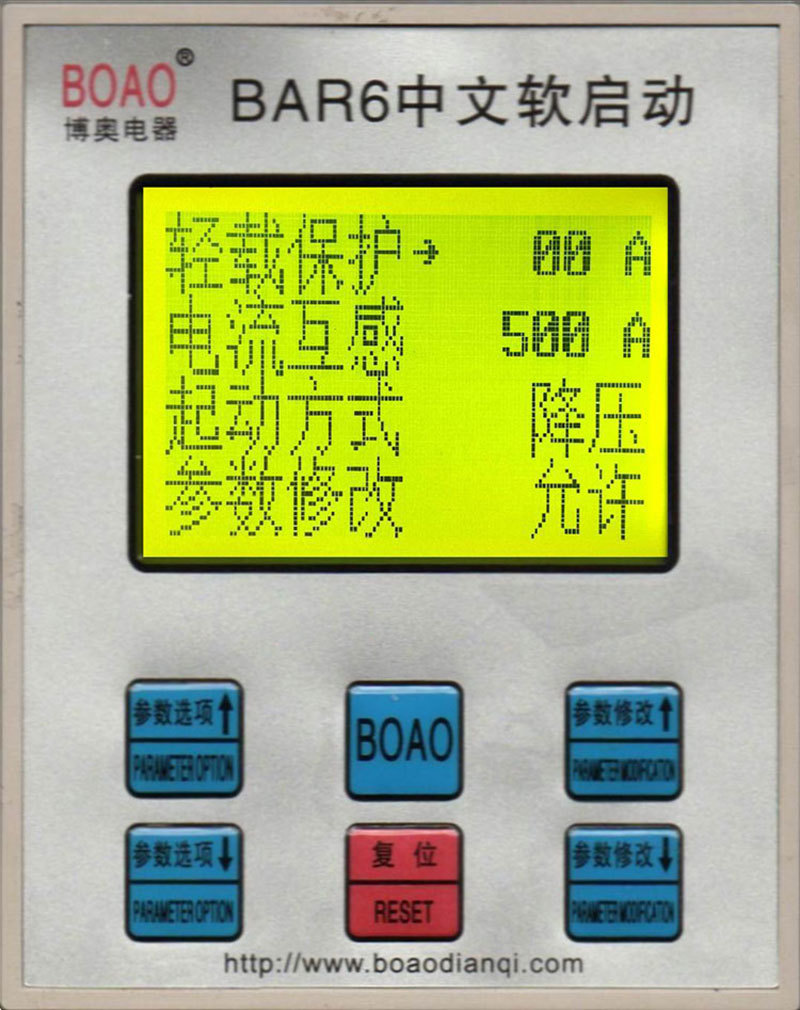 BOAO®
博奥电器
BAR6中文软启动
轻载保护→ 00 A
电流互感 500 A
起动方式 降压
参数修改 允许
参数选项↑
PARAMETER OPTION
BOAO
参数修改↑
PARAMETER MODIFICATION
参数选项↓
PARAMETER OPTION
复位
RESET
参数修改↓
PARAMETER MODIFICATION
http://www.boaodianqi.com